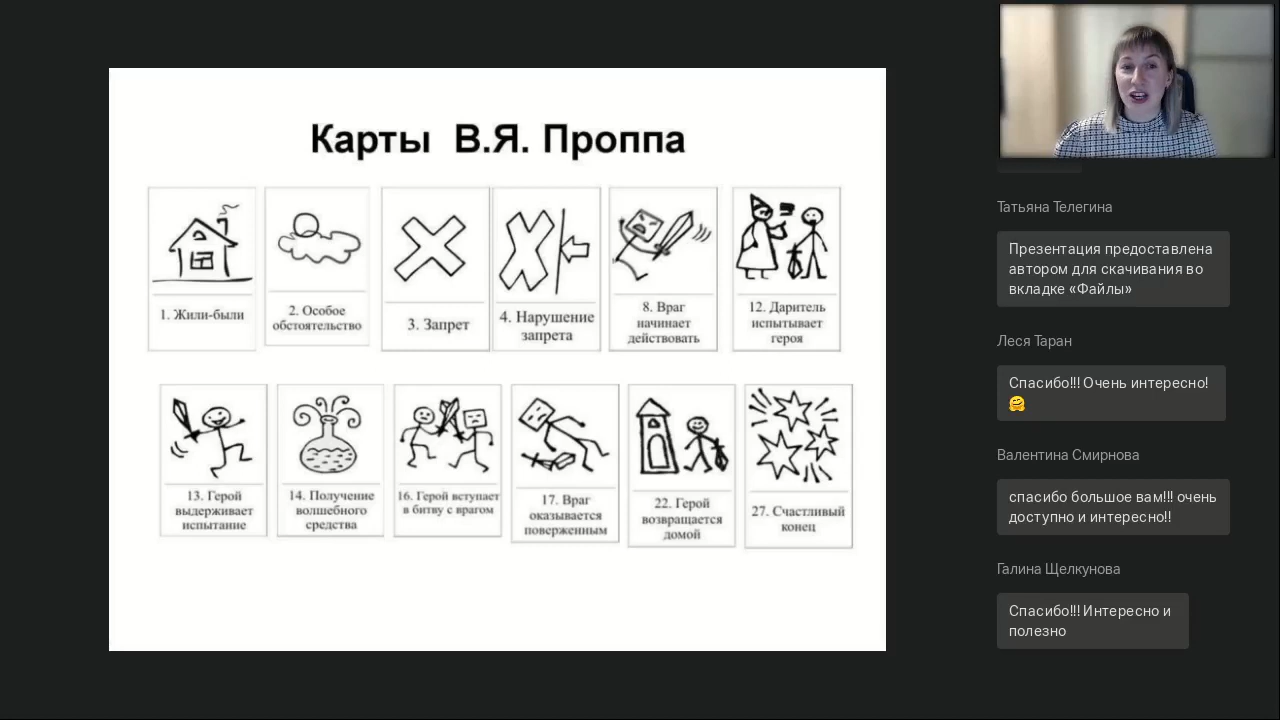 Карты В.Я. Проппа
1. Жили-были
2. Особое
обстоятельство
3. Запрет
4. Нарушение
запрета
8. Враг
начинает
действовать
12. Даритель
испытывает
героя
13. Герой
выдерживает
испытание
14. Получение
волшебного
средства
16. Герой вступает
в битву с врагом
17. Враг
оказывается
поверженным
22. Герой
возвращается
домой
27. Счастливый
конец
Татьяна Телегина
Презентация предоставлена
автором для скачивания во
вкладке «Файлы»
Леся Таран
Спасибо!!! Очень интересно!
🤗
Валентина Смирнова
спасибо большое вам!!! очень
доступно и интересно!!
Галина Щелкунова
Спасибо!!! Интересно и
полезно